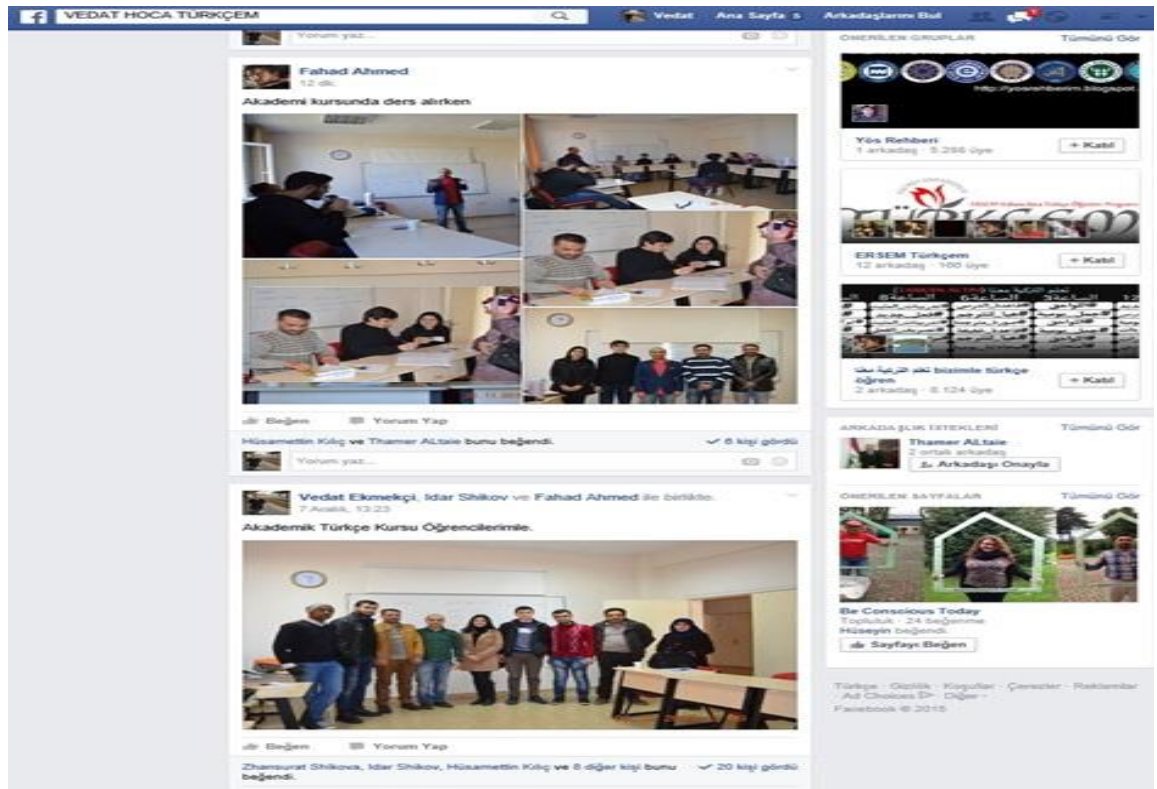 VEDAT HOCA TÜRKÇEM
Vedat Ana Sayfa Arkadaşlarını Bul
Yorum yaz...
Fahad Ahmed
12 dk.
Akademi kursunda ders alırken
Beğen Yorum Yap
Hüsamettin Kılıç ve Thamer ALtaie bunu beğendi.
6 kişi gördü
Yorum yaz...
Vedat Ekmekçi, Idar Shikov ve Fahad Ahmed ile birlikte.
7 Aralık, 13:23
Akademik Türkçe Kursu Öğrencilerimle.
Beğen Yorum Yap
Zhansurat Shikova, Idar Shikov, Hüsamettin Kılıç ve 8 diğer kişi bunu
beğendi.
20 kişi gördü
ÖNERİLEN GRUPLAR Tümünü Gör
http://yosrehberim.blogspot.
Yös Rehberi
1 arkadaş · 5.286 üye
+ Katıl
TÜRKÇEM
ERSEM Türkçem
12 arkadaş · 100 üye
+ Katıl
تعلم التركية معنا bizimle türkçe
öğren
2 arkadaş · 8.124 üye
+ Katıl
ARKADAŞLIK İSTEKLERİ Tümünü Gör
Thamer ALtaie
2 ortak arkadaş
Arkadaşı Onayla
ÖNERİLEN SAYFALAR Tümünü Gör
Be Conscious Today
Topluluk · 24 beğenme
Hüseyin beğendi.
Sayfayı Beğen
Türkçe · Gizlilik · Koşullar · Çerezler · Reklamlar
· Ad Choices · Diğer
Facebook © 2015